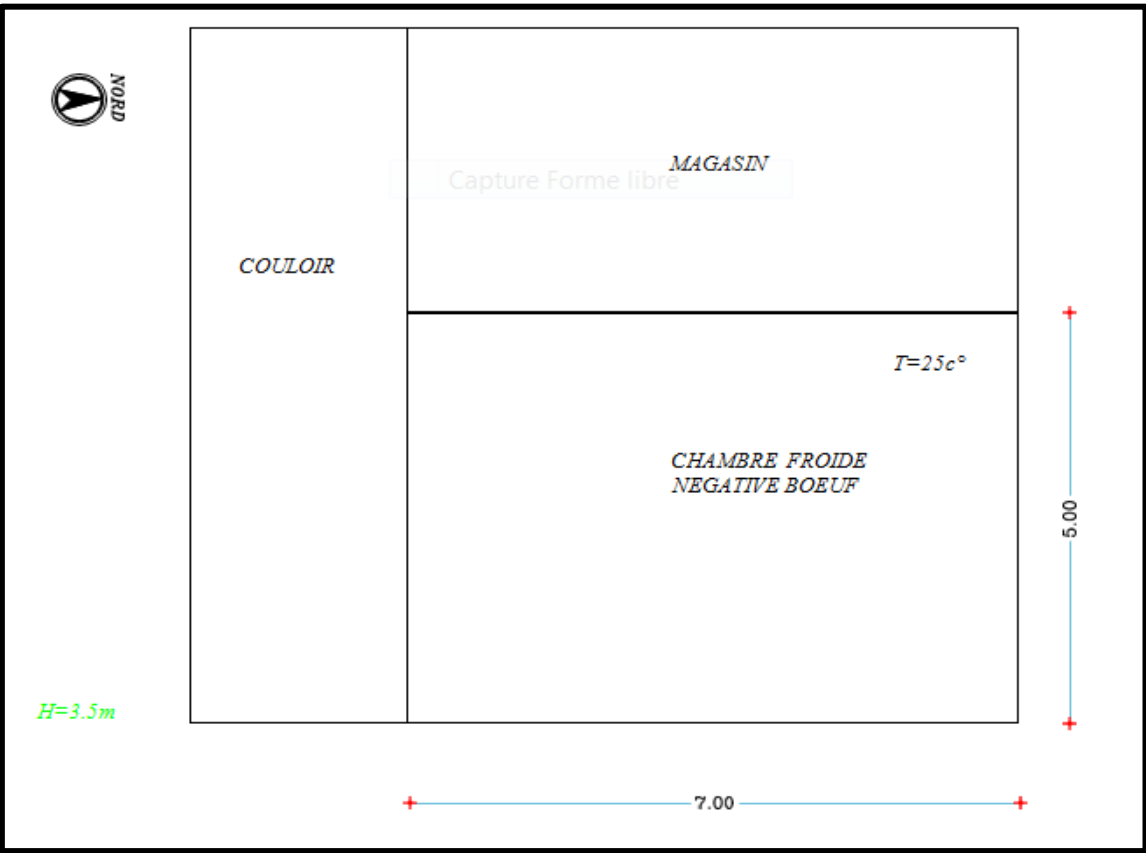 NORD
MAGASIN
Capture Forme libre
COULOIR
T=25c°
CHAMBRE FROIDE
NEGATIVE BOEUF
5.00
H=3.5m
7.00